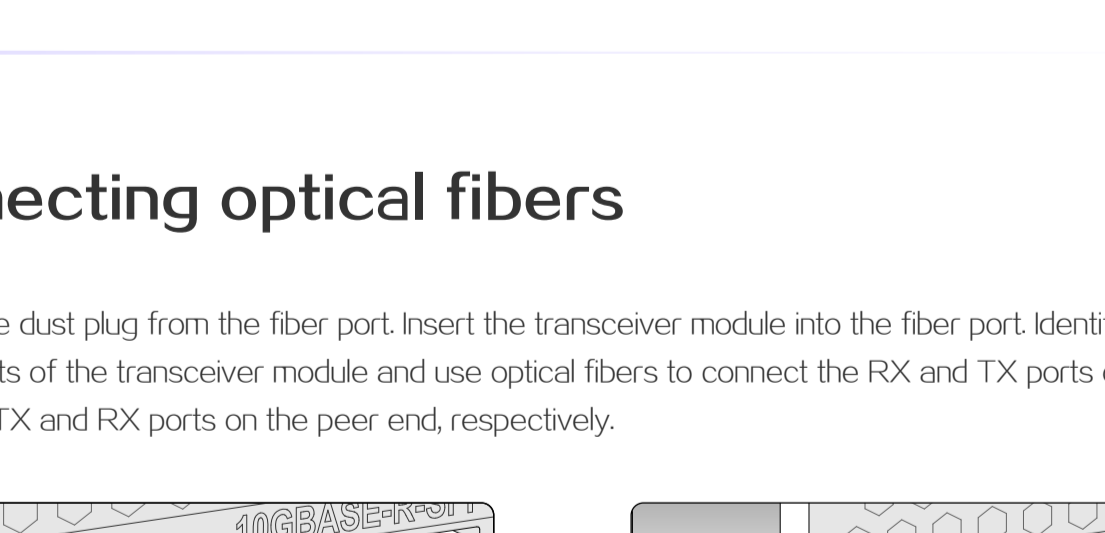 necting optical fibers
e dust plug from the fiber port. Insert the transceiver module into the fiber port. Identi
ts of the transceiver module and use optical fibers to connect the RX and TX ports
TX and RX ports on the peer end, respectively.
10GBASE-R-SFP